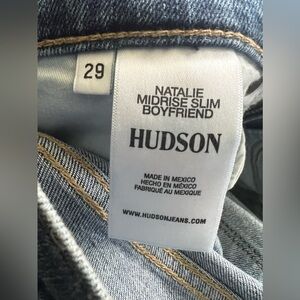 29
NATALIE
MIDRISE SLIM
BOYFRIEND
HUDSON
MADE IN MEXICO
HECHO EN MÉXICO
FABRIQUÉ AU MEXIQUE
WWW.HUDSONJEANS.COM